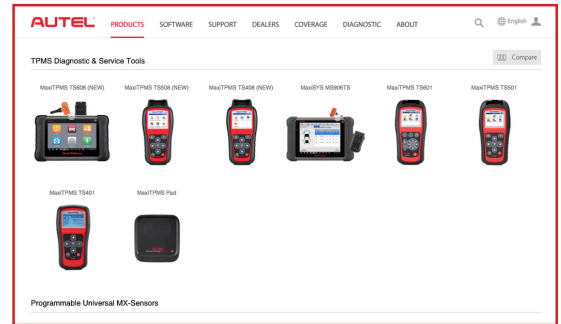 AUTEL PRODUCTS SOFTWARE SUPPORT DEALERS COVERAGE DIAGNOSTIC ABOUT English
TPMS Diagnostic & Service Tools Compare
MaxiTPMS TS608 (NEW) MaxiTPMS TS508 (NEW) MaxiTPMS TS408 (NEW) MaxiSYS MS906TS MaxiTPMS TS601 MaxiTPMS TS501
MaxiTPMS TS401 MaxiTPMS Pad
Programmable Universal MX-Sensors